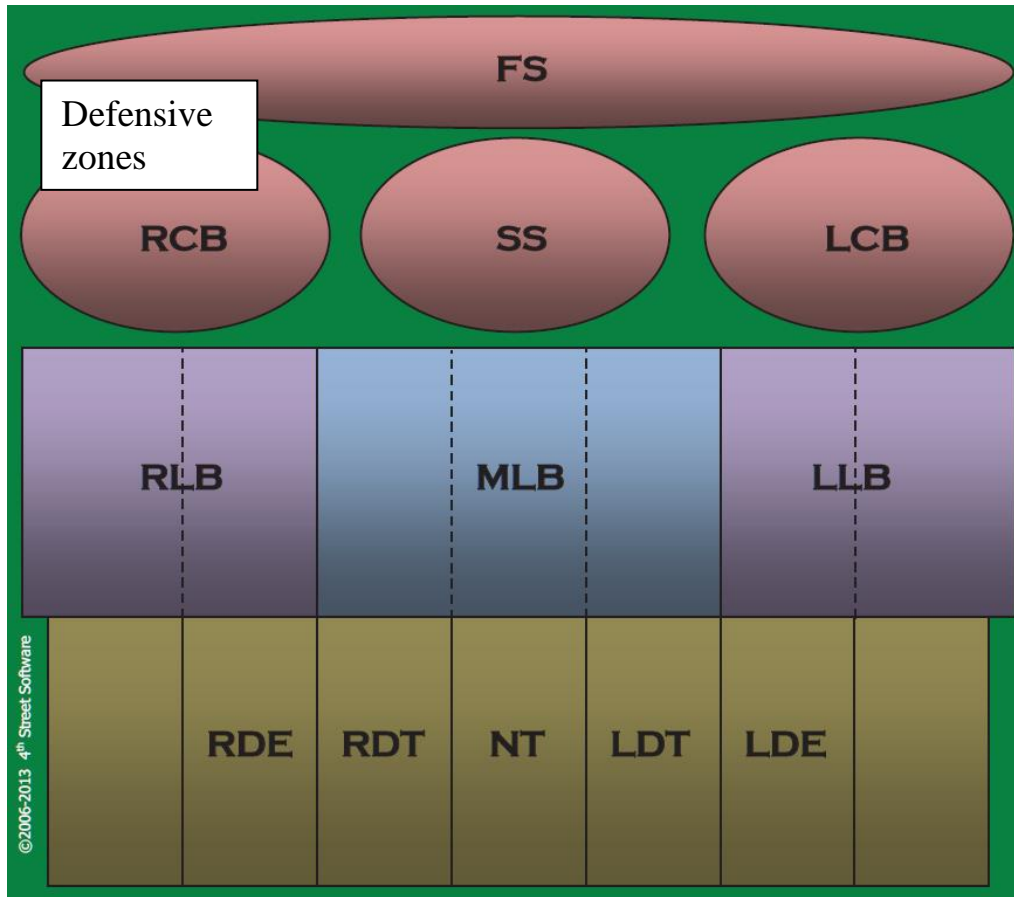 FS
Defensive
zones
RCB SS LCB
RLB MLB LLB
RDE RDT NT LDT LDE
©2006-2013 4th Street Software